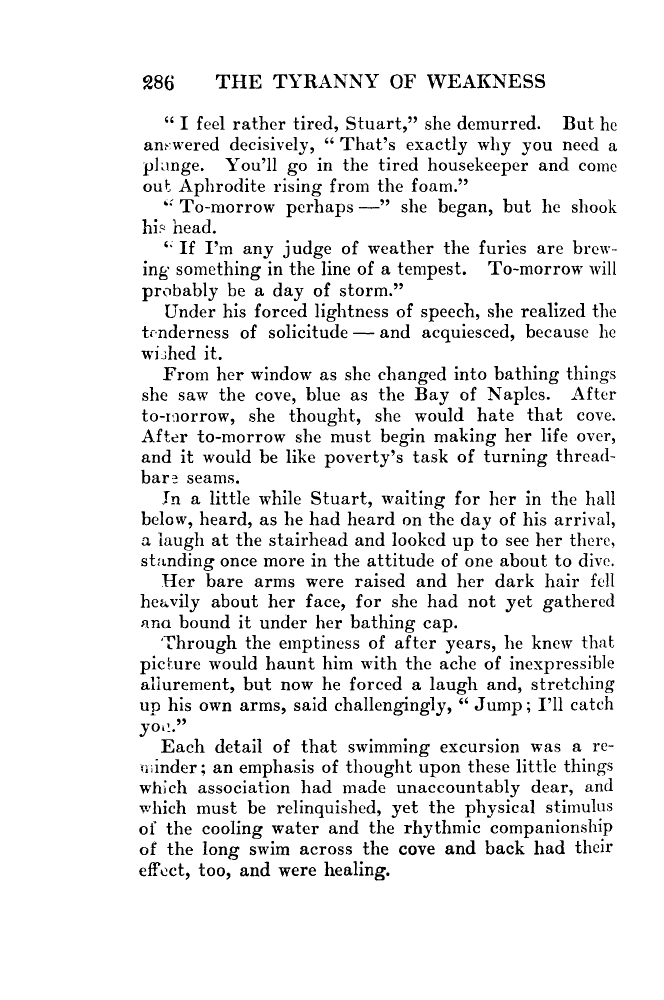 286 THE TYRANNY OF WEAKNESS
“ I feel rather tired, Stuart,” she demurred. But he
answered decisively, “ That’s exactly why you need a
plunge. You’ll go in the tired housekeeper and come
out Aphrodite rising from the foam.”
“ To-morrow perhaps —” she began, but he shook
his head.
“ If I’m any judge of weather the furies are brew-
ing something in the line of a tempest. To-morrow will
probably be a day of storm.”
Under his forced lightness of speech, she realized the
tenderness of solicitude — and acquiesced, because he
wished it.
From her window as she changed into bathing things
she saw the cove, blue as the Bay of Naples. After
to-morrow, she thought, she would hate that cove.
After to-morrow she must begin making her life over,
and it would be like poverty’s task of turning thread-
bare seams.
In a little while Stuart, waiting for her in the hall
below, heard, as he had heard on the day of his arrival,
a laugh at the stairhead and looked up to see her there,
standing once more in the attitude of one about to dive.
Her bare arms were raised and her dark hair fell
heavily about her face, for she had not yet gathered
and bound it under her bathing cap.
Through the emptiness of after years, he knew that
picture would haunt him with the ache of inexpressible
allurement, but now he forced a laugh and, stretching
up his own arms, said challengingly, “ Jump ; I’ll catch
you.”
Each detail of that swimming excursion was a re-
minder ; an emphasis of thought upon these little things
which association had made unaccountably dear, and
which must be relinquished, yet the physical stimulus
of the cooling water and the rhythmic companionship
of the long swim across the cove and back had their
effect, too, and were healing.